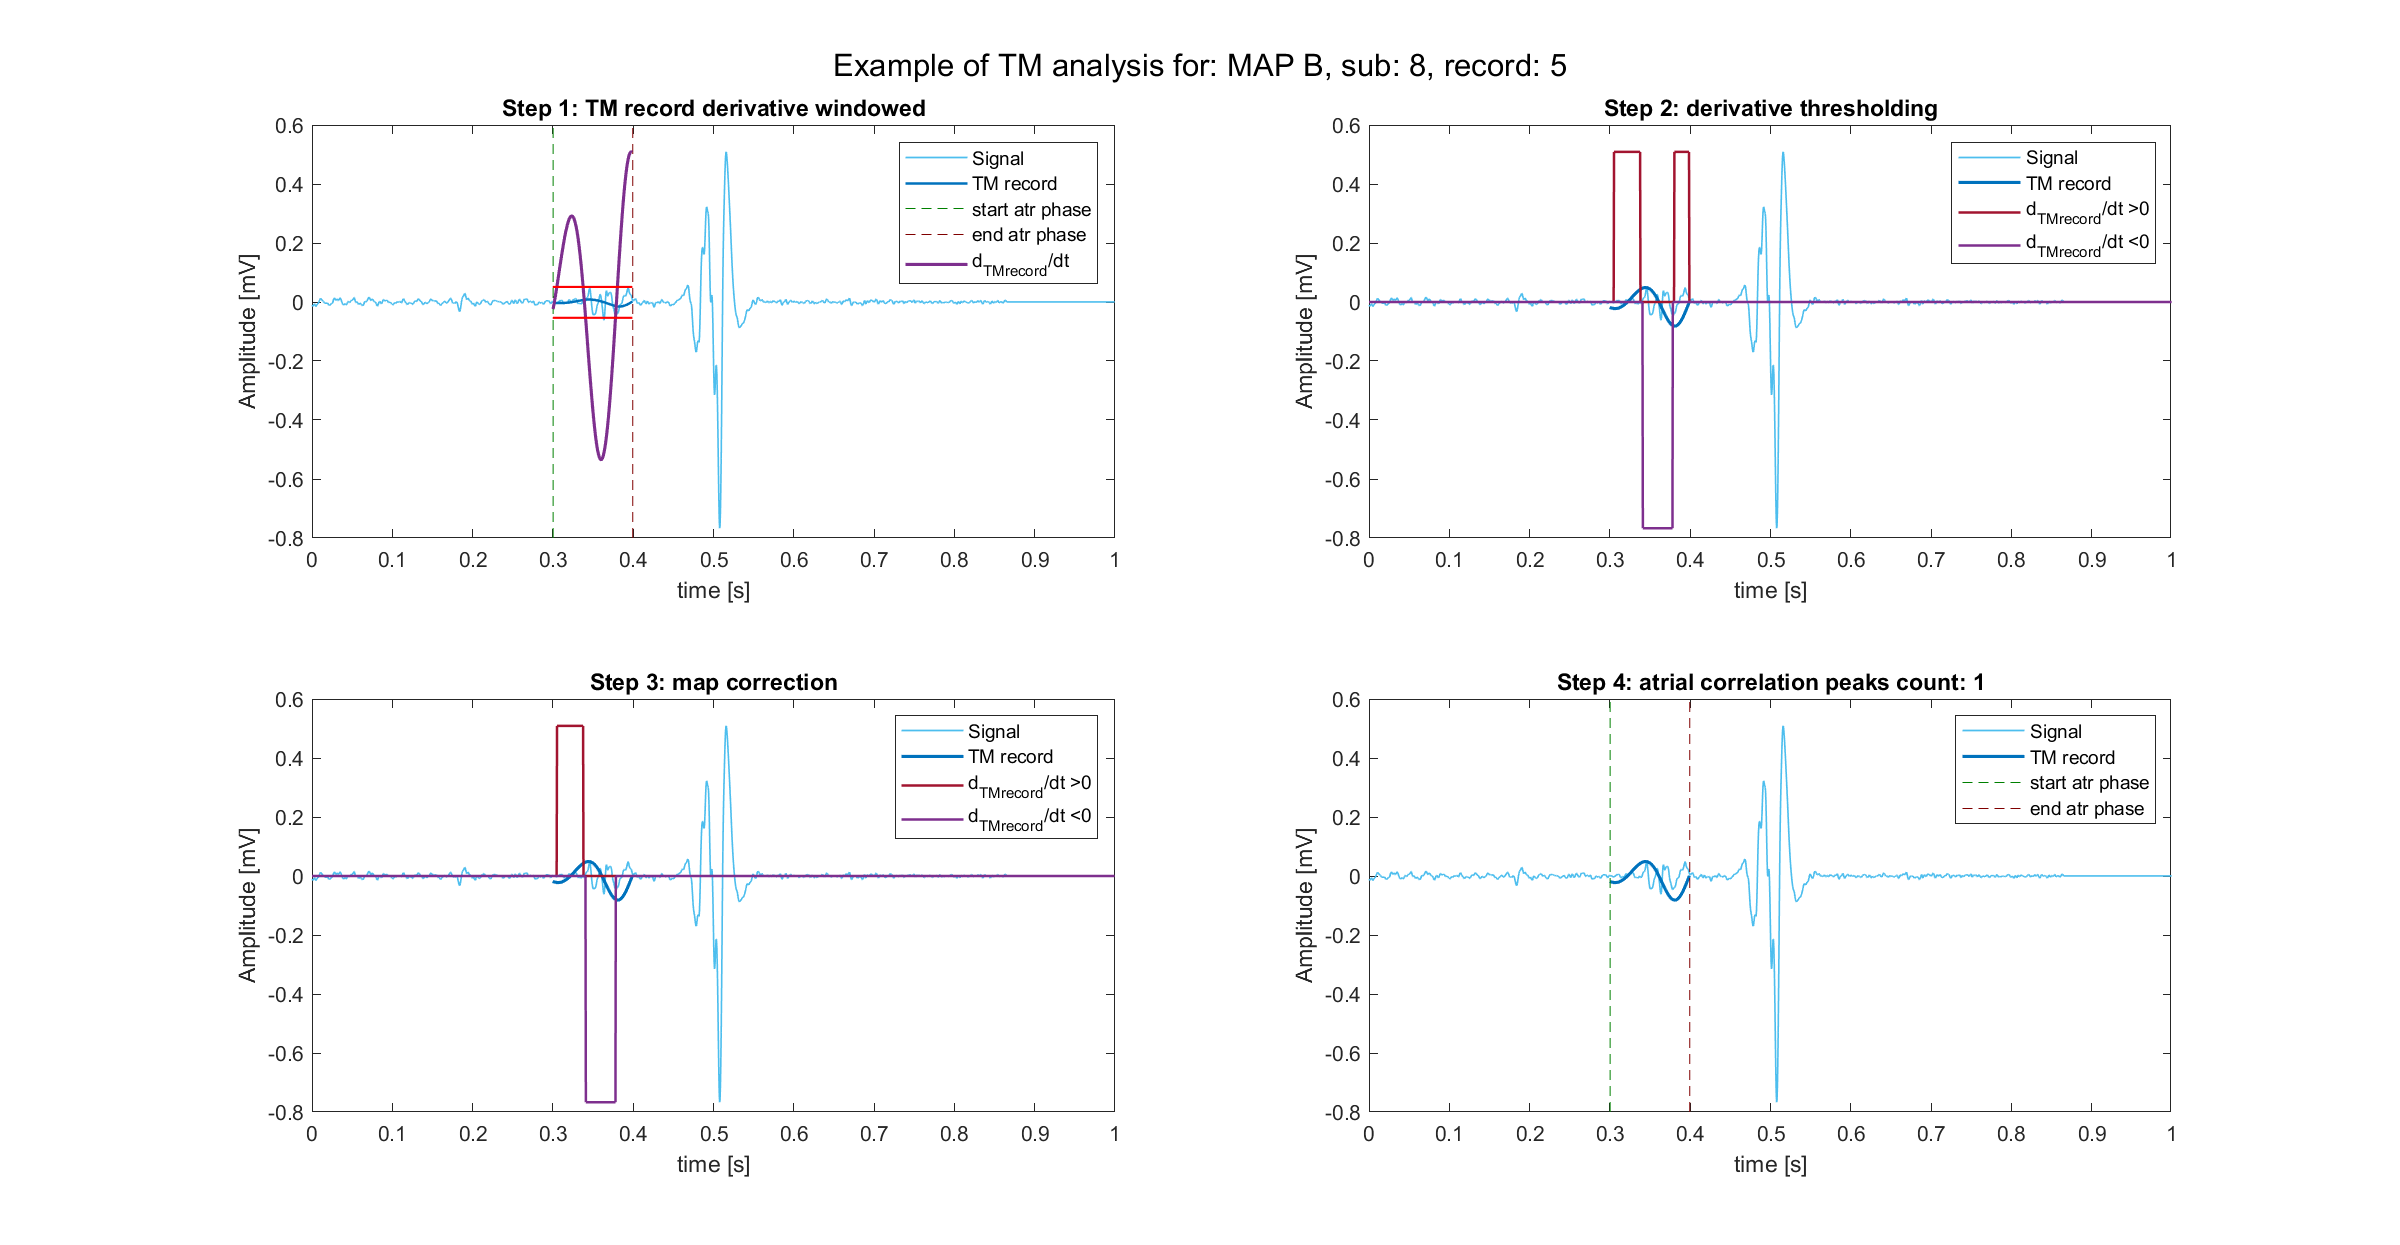 Example of TM analysis for: MAP B, sub: 8, record: 5
Step 1: TM record derivative windowed
0.6
0.4
0.2
0
-0.2
-0.4
-0.6
-0.8
Amplitude [mV]
Signal
TM record
start atr phase
end atr phase
dTMrecord/dt
0 0.1 0.2 0.3 0.4 0.5 0.6 0.7 0.8 0.9 1
time [s]
Step 2: derivative thresholding
0.6
0.4
0.2
0
-0.2
-0.4
-0.6
-0.8
Amplitude [mV]
Signal
TM record
dTMrecord/dt >0
dTMrecord/dt <0
0 0.1 0.2 0.3 0.4 0.5 0.6 0.7 0.8 0.9 1
time [s]
Step 3: map correction
0.6
0.4
0.2
0
-0.2
-0.4
-0.6
-0.8
Amplitude [mV]
Signal
TM record
dTMrecord/dt >0
dTMrecord/dt <0
0 0.1 0.2 0.3 0.4 0.5 0.6 0.7 0.8 0.9 1
time [s]
Step 4: atrial correlation peaks count: 1
0.6
0.4
0.2
0
-0.2
-0.4
-0.6
-0.8
Amplitude [mV]
Signal
TM record
start atr phase
end atr phase
0 0.1 0.2 0.3 0.4 0.5 0.6 0.7 0.8 0.9 1
time [s]